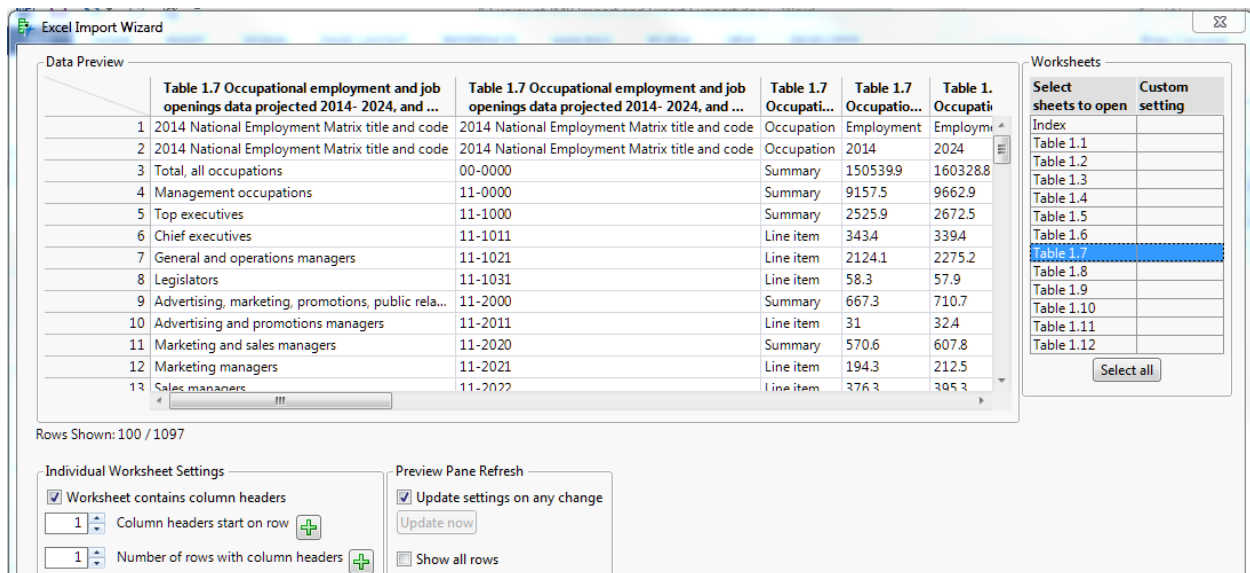 Excel Import Wizard
Data Preview
Table 1.7 Occupational employment and job openings data projected 2014- 2024, and ... Table 1.7 Occupational employment and job openings data projected 2014- 2024, and ... Table 1.7 Occupati... Table 1.7 Occupatio... Table 1. Occupatic
1 2014 National Employment Matrix title and code 2014 National Employment Matrix title and code Occupation Employment Employme
2 2014 National Employment Matrix title and code 2014 National Employment Matrix title and code Occupation 2014 2024
3 Total, all occupations 00-0000 Summary 150539.9 160328.8
4 Management occupations 11-0000 Summary 9157.5 9662.9
5 Top executives 11-1000 Summary 2525.9 2672.5
6 Chief executives 11-1011 Line item 343.4 339.4
7 General and operations managers 11-1021 Line item 2124.1 2275.2
8 Legislators 11-1031 Line item 58.3 57.9
9 Advertising, marketing, promotions, public rela... 11-2000 Summary 667.3 710.7
10 Advertising and promotions managers 11-2011 Line item 31 32.4
11 Marketing and sales managers 11-2020 Summary 570.6 607.8
12 Marketing managers 11-2021 Line item 194.3 212.5
13 Sales managers 11-2022 Line item 376.3 395.3
Worksheets
Select sheets to open Custom setting
Index
Table 1.1
Table 1.2
Table 1.3
Table 1.4
Table 1.5
Table 1.6
Table 1.7
Table 1.8
Table 1.9
Table 1.10
Table 1.11
Table 1.12
Select all
Rows Shown: 100 / 1097
Individual Worksheet Settings
Worksheet contains column headers
1 Column headers start on row
1 Number of rows with column headers
Preview Pane Refresh
Update settings on any change
Update now
Show all rows